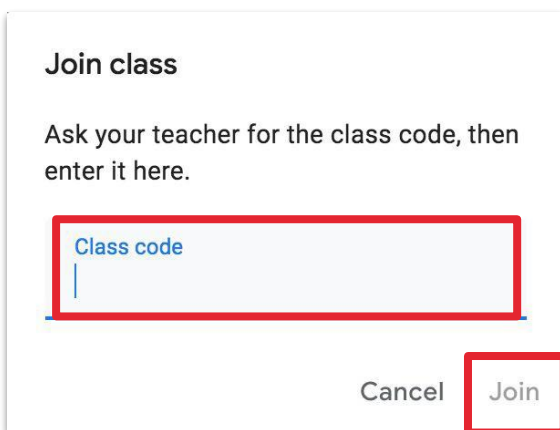 Join class
Ask your teacher for the class code, then
enter it here.
Class code
Cancel Join